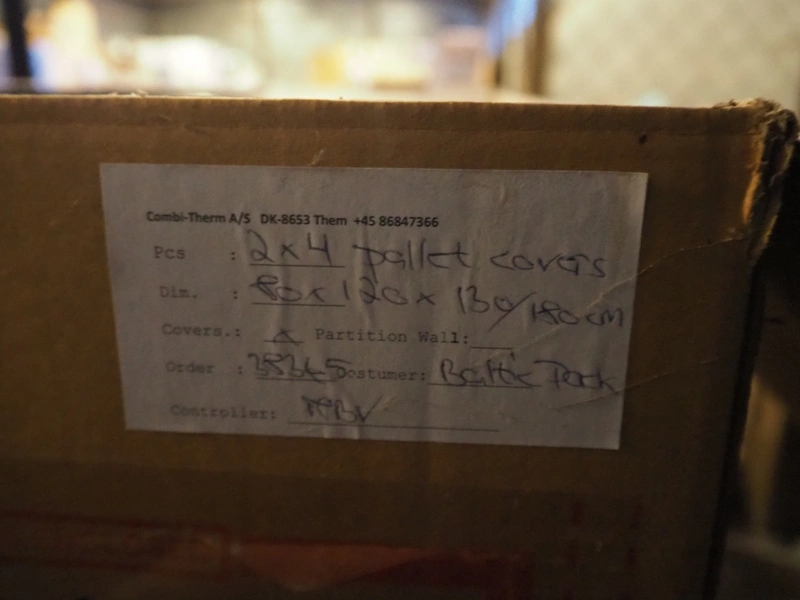 Combi-Therm A/S DK-8653 Them +45 86847366
Pcs : 2x4 pallet covers
Dim. : 80x120x130/180cm
Covers.: x Partition Wall:
Order : Costumer: Baltic
Controller: